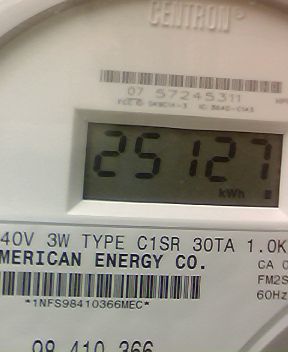 CENTRON®
07 57245311
25127
kWh
40V 3W TYPE C1SR 30TA 1.0K
MERICAN ENERGY CO.
CA 0
FM2S
*1NFS98410366MEC*
60Hz
98 410 366